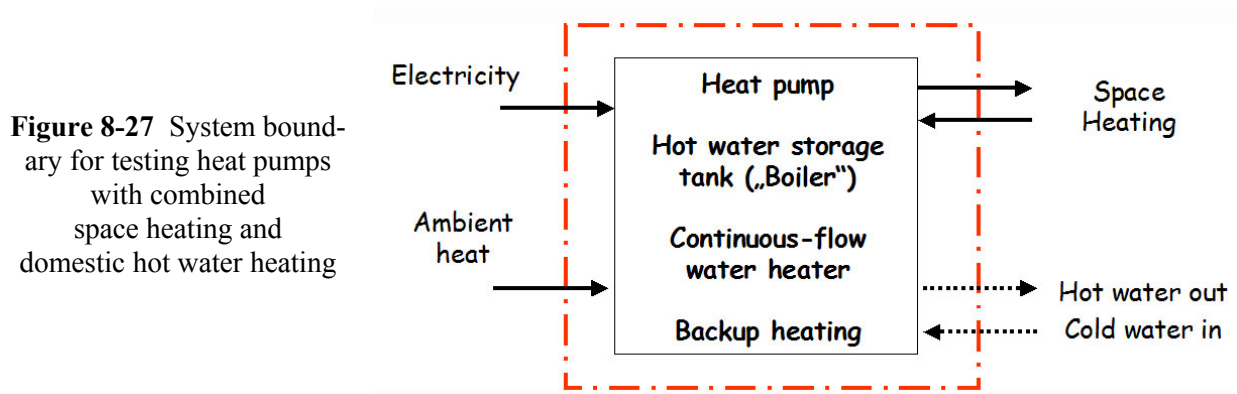 Figure 8-27 System bound-
ary for testing heat pumps
with combined
space heating and
domestic hot water heating
Electricity
Ambient
heat
Heat pump
Hot water storage
tank („Boiler“)
Continuous-flow
water heater
Backup heating
Space
Heating
Hot water out
Cold water in